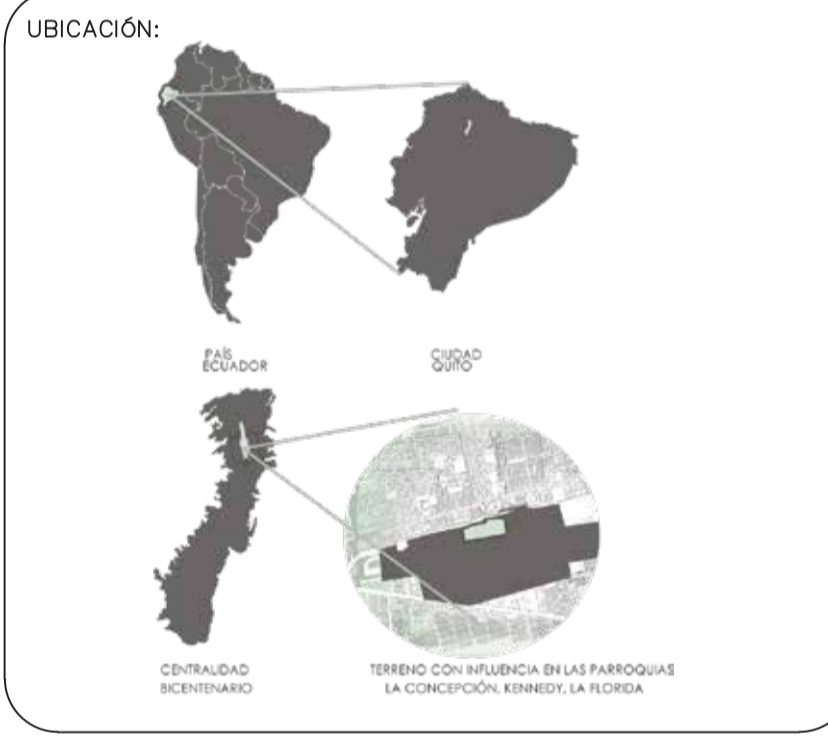 UBICACIÓN:
PAÍS
ECUADOR
CIUDAD
QUITO
CENTRALIDAD
BICENTENARIO
TERRENO CON INFLUENCIA EN LAS PARROQUIAS
LA CONCEPCIÓN, KENNEDY, LA FLORIDA